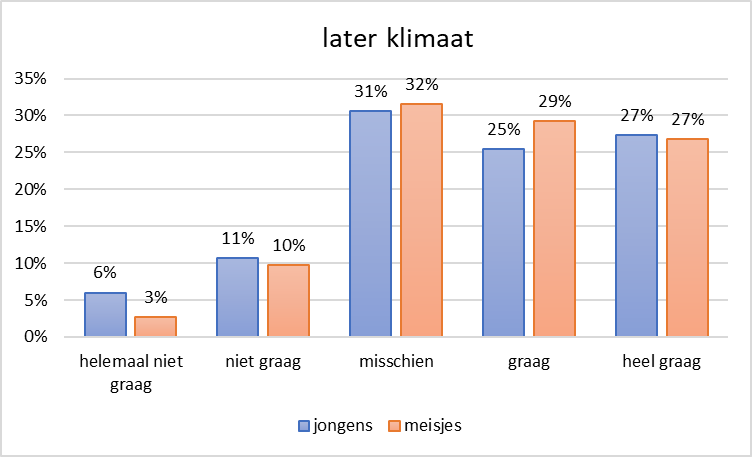 later klimaat
35%
30%
25%
20%
15%
10%
5%
0%
6%
3%
11%
10%
31%
32%
25%
29%
27%
27%
helemaal niet
graag
niet graag
misschien
graag
heel graag
jongens
meisjes